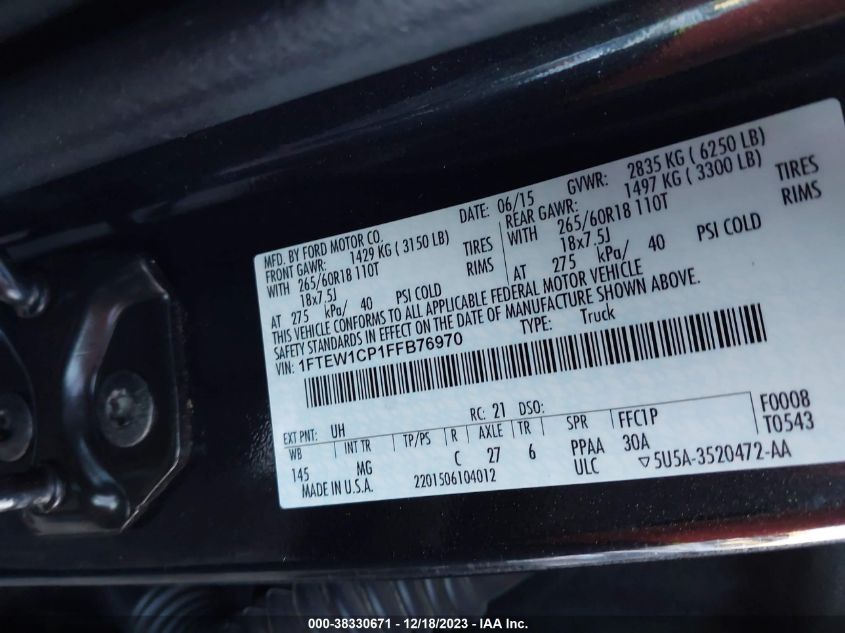 MFD. BY FORD MOTOR CO.
DATE: 06/15 GVWR: 2835 KG ( 6250 LB)
FRONT GAWR: 1429 KG ( 3150 LB) REAR GAWR: 1497 KG ( 3300 LB)
WITH 265/60R18 110T TIRES WITH 265/60R18 110T TIRES
18x7.5J RIMS 18x7.5J RIMS
AT 275 kPa/ 40 PSI COLD AT 275 kPa/ 40 PSI COLD
THIS VEHICLE CONFORMS TO ALL APPLICABLE FEDERAL MOTOR VEHICLE
SAFETY STANDARDS IN EFFECT ON THE DATE OF MANUFACTURE SHOWN ABOVE.
VIN: 1FTEW1CP1FFB76970 TYPE: Truck
EXT PNT: UH RC: 21 DSO: F0008
WB INT TR TP/PS R AXLE TR SPR FFC1P T0543
145 MG C 27 6 PPAA 30A
MADE IN U.S.A. 2201506104012 ULC ▽5U5A-3520472-AA
000-38330671 – 12/18/2023 – IAA Inc.